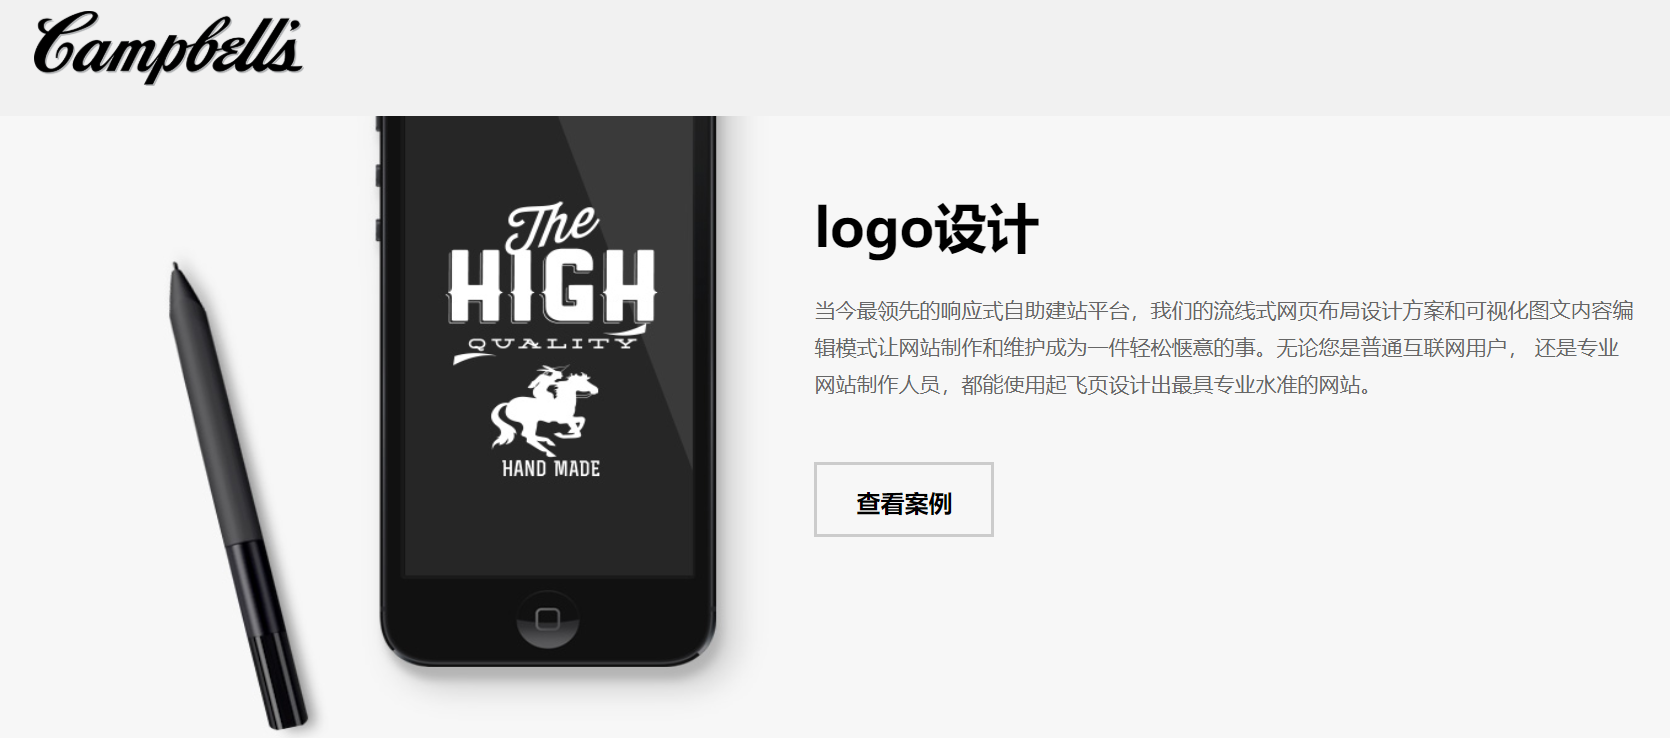 Campbell's
The
HIGH
QUALITY
HAND MADE
logo设计
当今最领先的响应式自助建站平台，我们的流线式网页布局设计方案和可视化图文内容编
辑模式让网站制作和维护成为一件轻松惬意的事。无论您是普通互联网用户， 还是专业
网站制作人员，都能使用起飞页设计出最具专业水准的网站。
查看案例